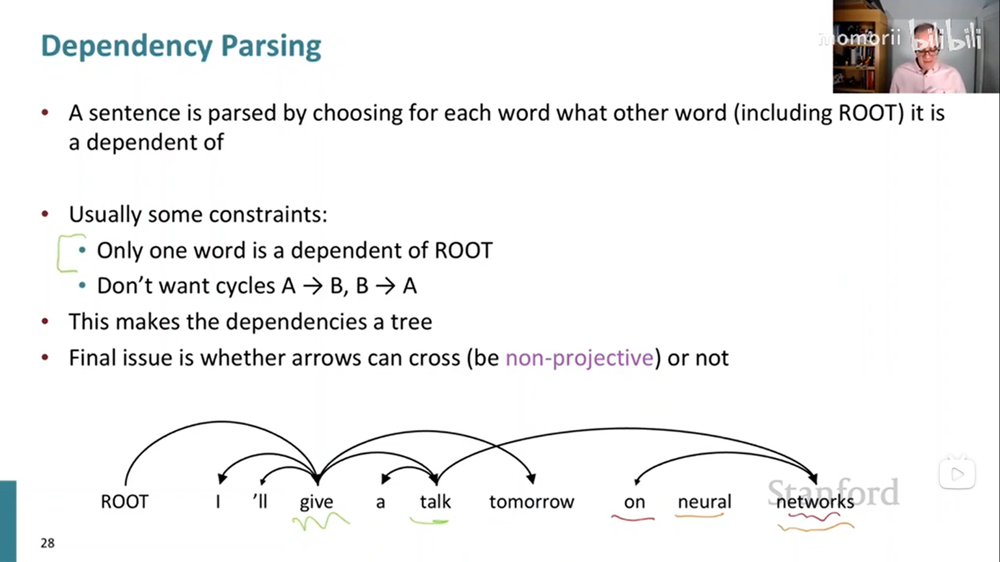 Dependency Parsing
momorii bilibili
• A sentence is parsed by choosing for each word what other word (including ROOT) it is
a dependent of
• Usually some constraints:
• Only one word is a dependent of ROOT
• Don’t want cycles A → B, B → A
• This makes the dependencies a tree
• Final issue is whether arrows can cross (be non-projective) or not
ROOT I ’ll give a talk tomorrow on neural networks
Stanford
28